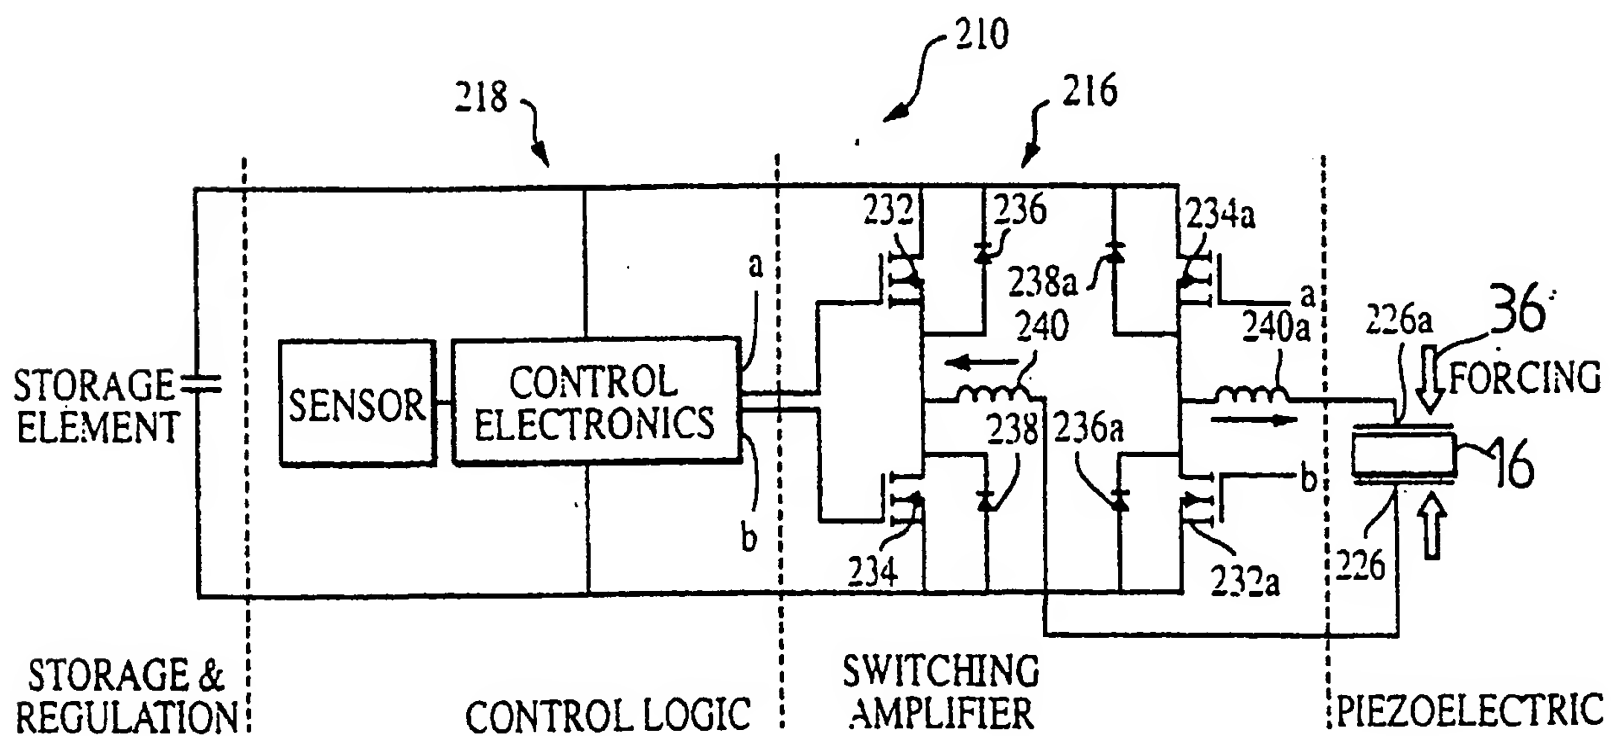 210
218
216
232
236
234a
a
238a
240
a
240a
226a
36
STORAGE
ELEMENT
SENSOR
CONTROL
ELECTRONICS
FORCING
238
236a
b
16
b
234
232a
226
STORAGE &
REGULATION
CONTROL LOGIC
SWITCHING
AMPLIFIER
PIEZOELECTRIC